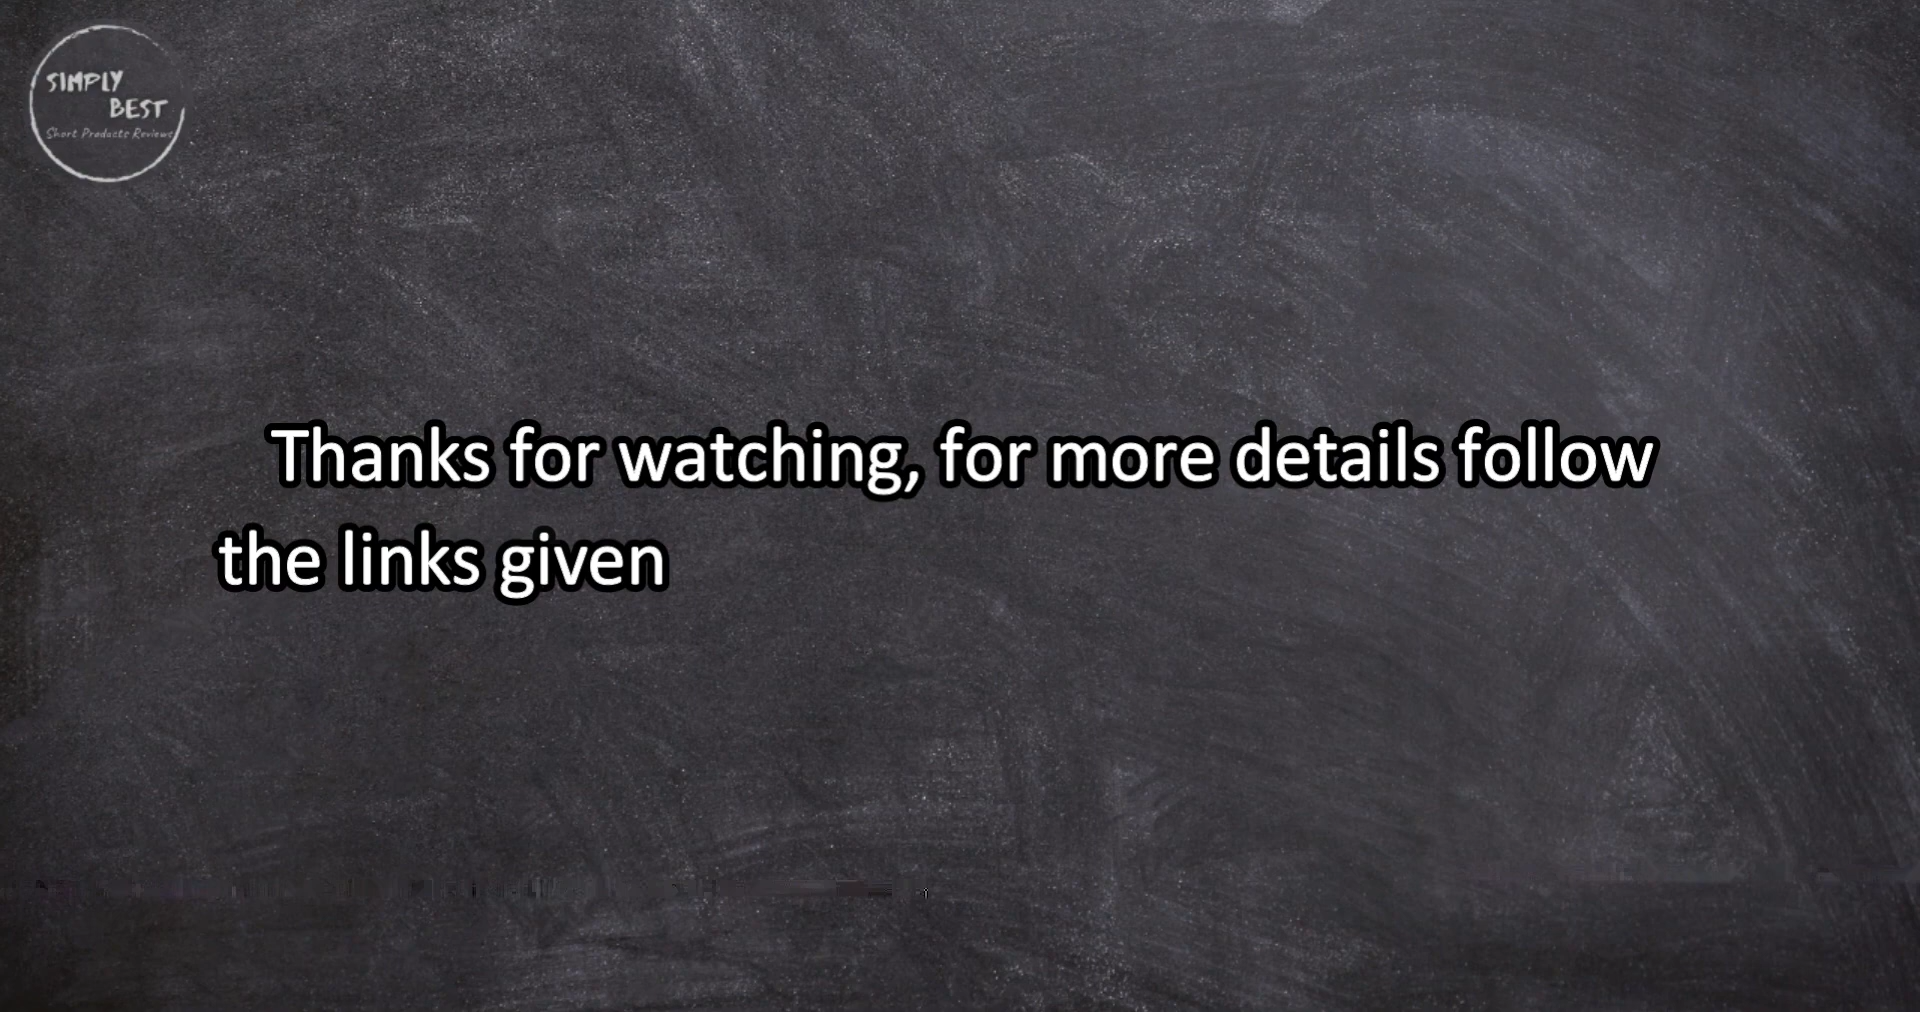 SIMPLY
BEST
Short Products Reviews
Thanks for watching, for more details follow
the links given